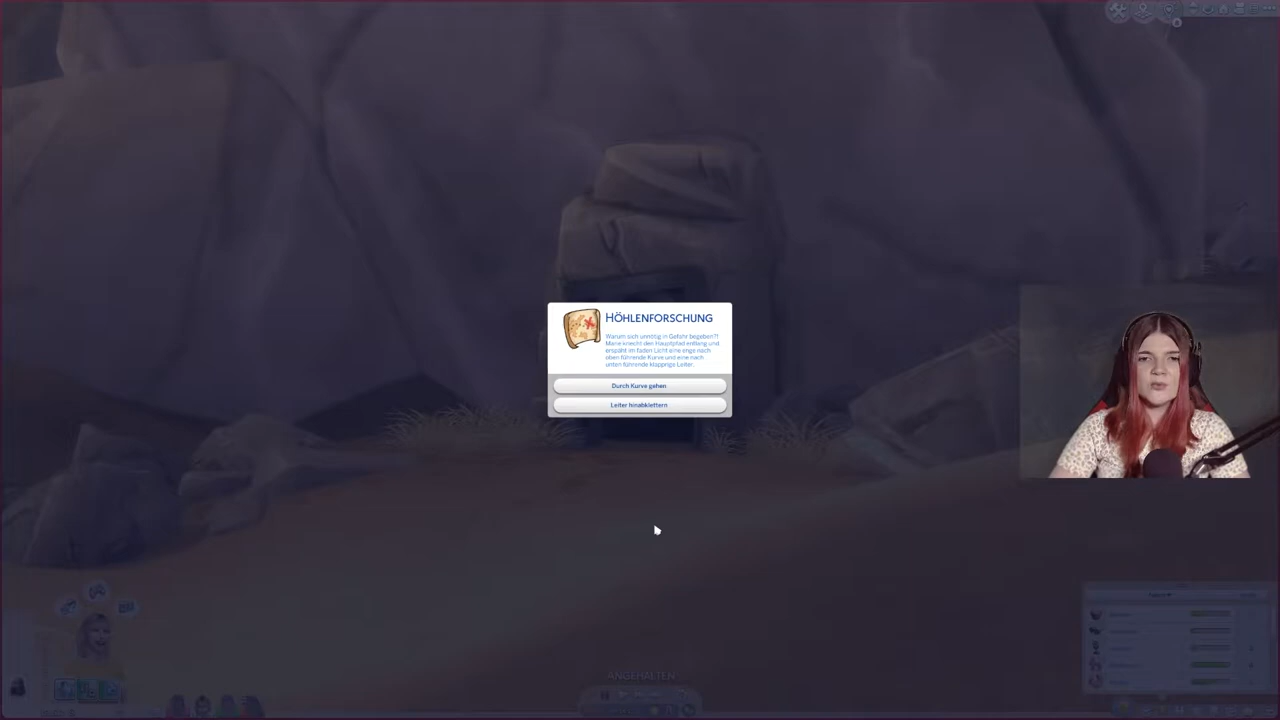 HÖHLENFORSCHUNG
Warum sich unnötig in Gefahr begeben?!
Marie kriecht den Hauptpfad entlang und
erspäht im faden Licht eine enge nach
oben führende Kurve und eine nach
unten führende klapprige Leiter.
Durch Kurve gehen
Leiter hinabklettern
ANGEHALTEN